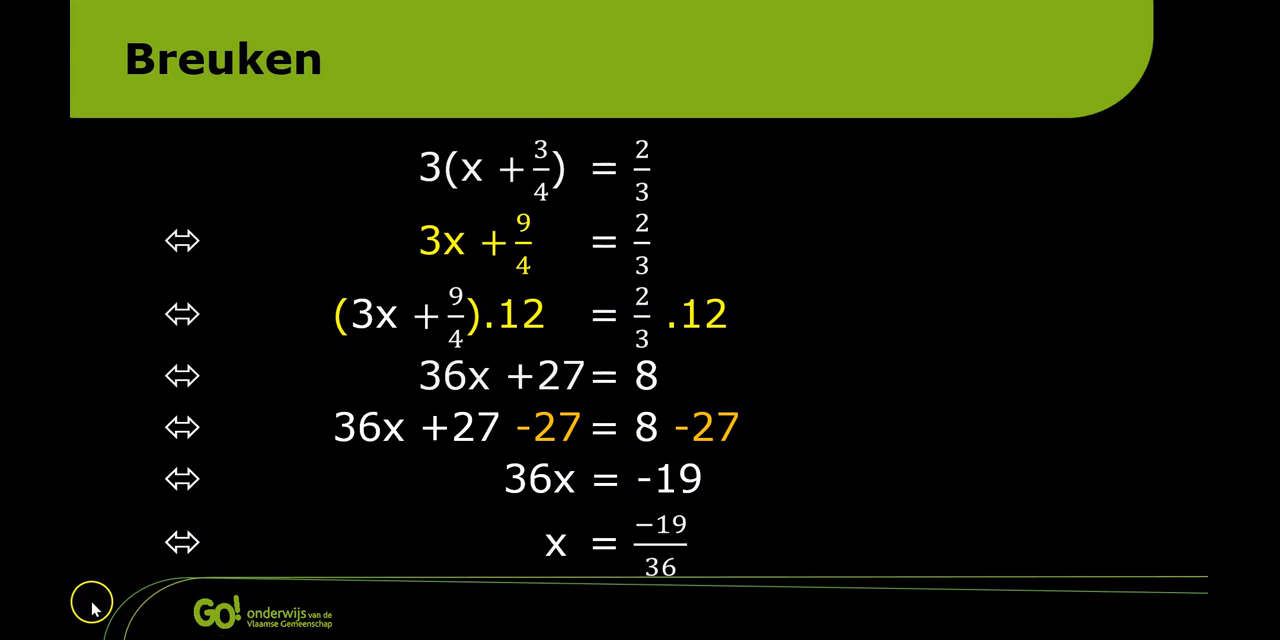 Breuken
3(x + 3/4) = 2/3
⇔ 3x + 9/4 = 2/3
⇔ (3x + 9/4).12 = 2/3 .12
⇔ 36x +27 = 8
⇔ 36x +27 -27 = 8 -27
⇔ 36x = -19
⇔ x = −19/36
GO! onderwijs van de
Vlaamse Gemeenschap